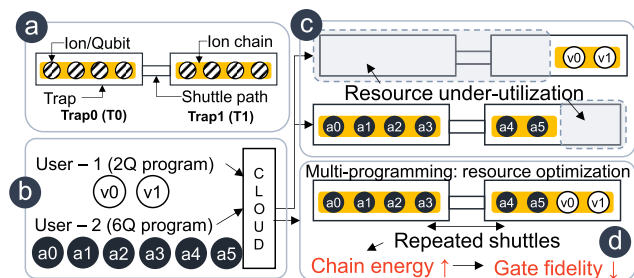 a
Ion/Qubit
Ion chain
Trap
Shuttle path
Trap0 (T0)
Trap1 (T1)
b
User – 1 (2Q program)
v0 v1
User – 2 (6Q program)
a0 a1 a2 a3 a4 a5
CLOUD
c
v0 v1
Resource under-utilization
a0 a1 a2 a3 a4 a5
Multi-programming: resource optimization
a0 a1 a2 a3 a4 a5 v0 v1
Repeated shuttles
d
Chain energy ↑ → Gate fidelity ↓